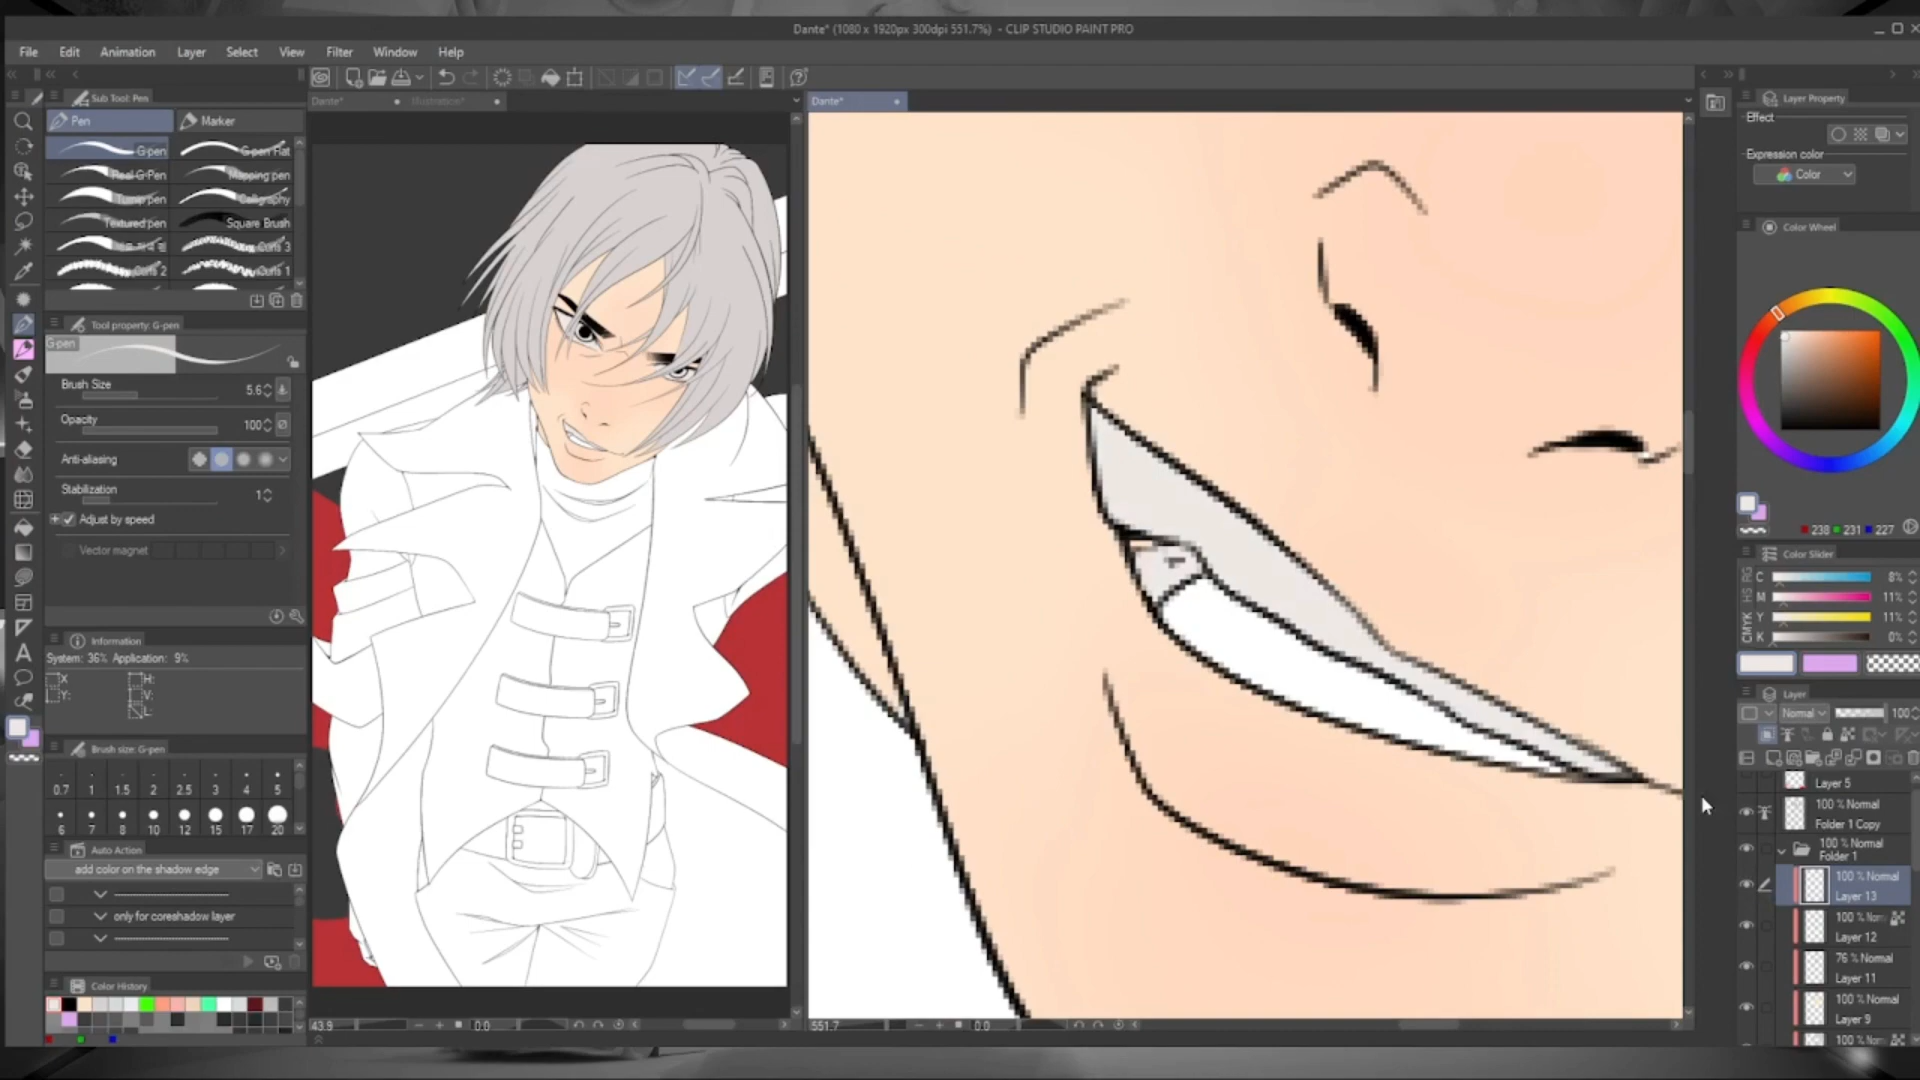 Dante* (1080 x 1920px 300dpi 551.7%) - CLIP STUDIO PAINT PRO
File Edit Animation Layer Select View Filter Window Help
Sub Tool: Pen
Pen Marker
G-pen G-pen Flat
Real G-Pen Mapping pen
Turnip pen Calligraphy
Textured pen Square Brush
Curls 3
Curls 2 Curls 1
Tool property: G-pen
G-pen
Brush Size 5.6
Opacity 100
Anti-aliasing
Stabilization 1
Adjust by speed
Vector magnet
Information
System: 36% Application: 9%
X H:
Y: V:
L:
Brush size: G-pen
0.7 1 1.5 2 2.5 3 4 5
6 7 8 10 12 15 17 20
Auto Action
add color on the shadow edge
only for coreshadow layer
Color History
Dante* Illustration*
43.9 0.0
Dante*
551.7 0.0
Layer Property
Effect
Expression color
Color
Color Wheel
238 231 227
Color Slider
C 8%
M 11%
Y 11%
K 0%
CMYK
Layer
Normal 100
Layer 5
100 % Normal
Folder 1 Copy
100 % Normal
Folder 1
100 % Normal
Layer 13
100 % Nor
Layer 12
76 % Normal
Layer 11
100 % Normal
Layer 9
100 % Nor